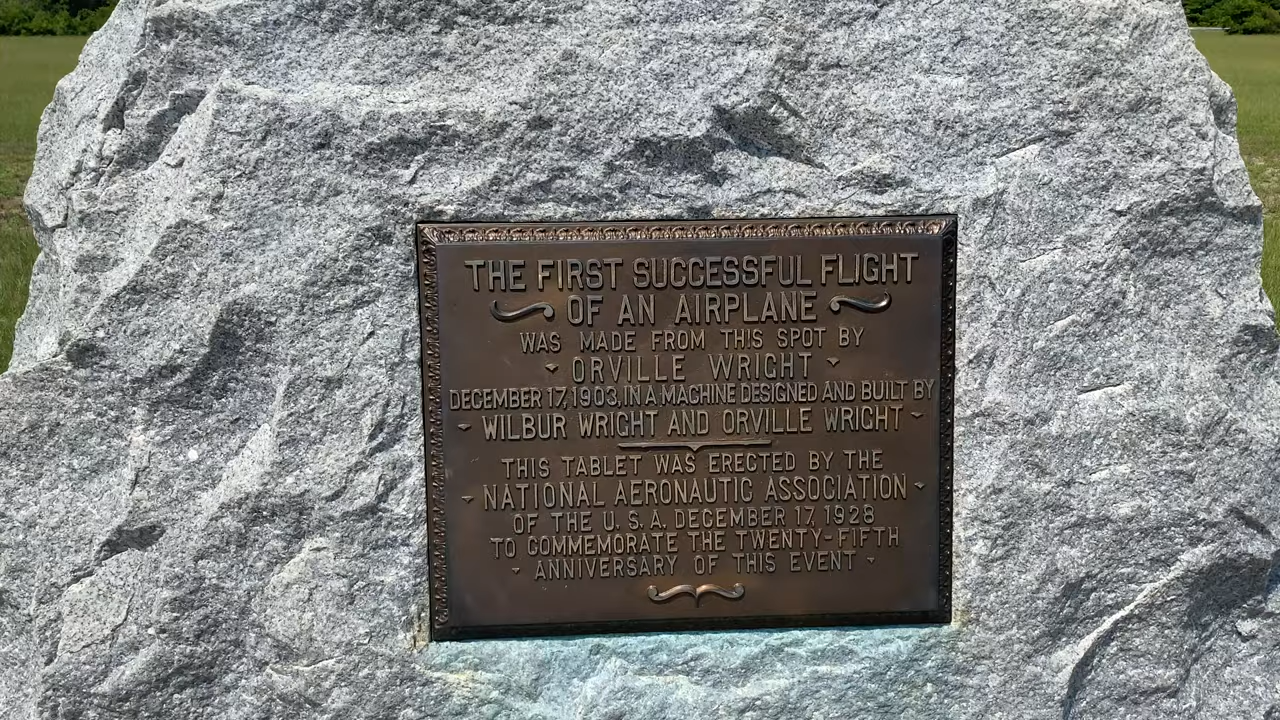 THE FIRST SUCCESSFUL FLIGHT
OF AN AIRPLANE
WAS MADE FROM THIS SPOT BY
ORVILLE WRIGHT
DECEMBER 17, 1903, IN A MACHINE DESIGNED AND BUILT BY
WILBUR WRIGHT AND ORVILLE WRIGHT
THIS TABLET WAS ERECTED BY THE
NATIONAL AERONAUTIC ASSOCIATION
OF THE U. S. A. DECEMBER 17, 1928
TO COMMEMORATE THE TWENTY-FIFTH
ANNIVERSARY OF THIS EVENT